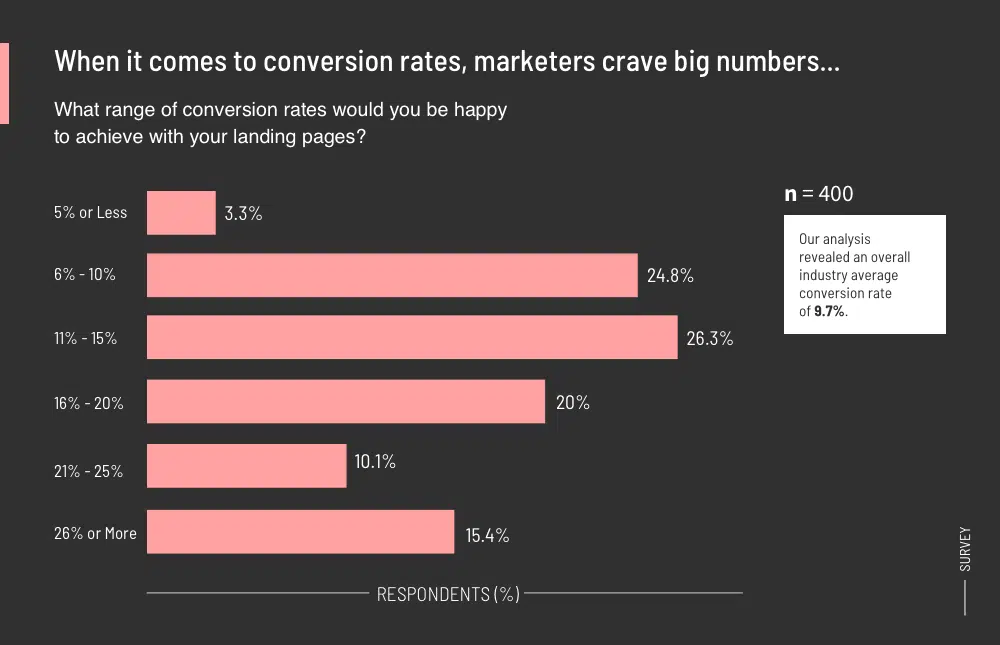 When it comes to conversion rates, marketers crave big numbers...
What range of conversion rates would you be happy
to achieve with your landing pages?
n = 400
Our analysis
revealed an overall
industry average
conversion rate
of 9.7%.
5% or Less 3.3%
6% - 10% 24.8%
11% - 15% 26.3%
16% - 20% 20%
21% - 25% 10.1%
26% or More 15.4%
RESPONDENTS (%)
SURVEY